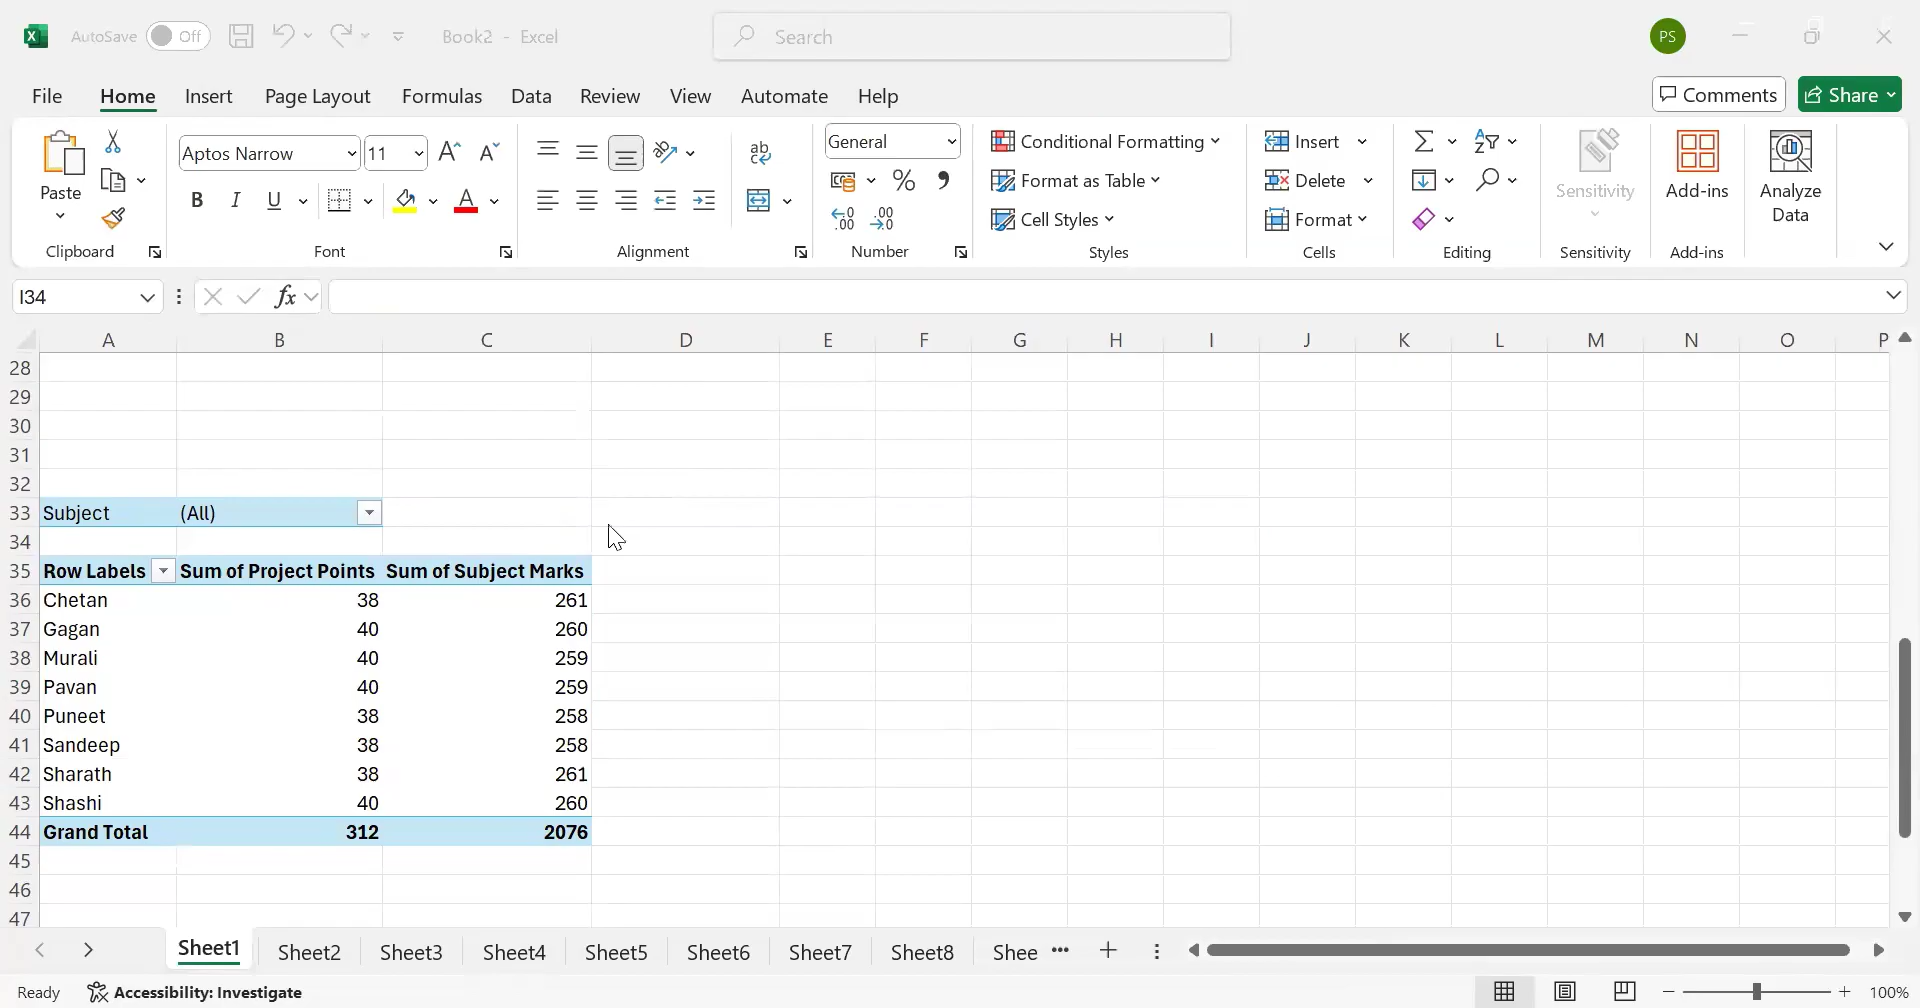 AutoSave Off Book2 - Excel Search PS
File Home Insert Page Layout Formulas Data Review View Automate Help Comments Share
Paste
Clipboard
Aptos Narrow 11
B I U A
Font
ab
Alignment
General
% 
Number
Conditional Formatting
Format as Table
Cell Styles
Styles
Insert
Delete
Format
Cells
Editing
Sensitivity
Sensitivity
Add-ins
Add-ins
Analyze
Data
I34 fx
A B C D E F G H I J K L M N O P
28
29
30
31
32
33 Subject (All)
34
35 Row Labels Sum of Project Points Sum of Subject Marks
36 Chetan 38 261
37 Gagan 40 260
38 Murali 40 259
39 Pavan 40 259
40 Puneet 38 258
41 Sandeep 38 258
42 Sharath 38 261
43 Shashi 40 260
44 Grand Total 312 2076
45
46
47
Sheet1 Sheet2 Sheet3 Sheet4 Sheet5 Sheet6 Sheet7 Sheet8 Shee ...
Ready Accessibility: Investigate 100%